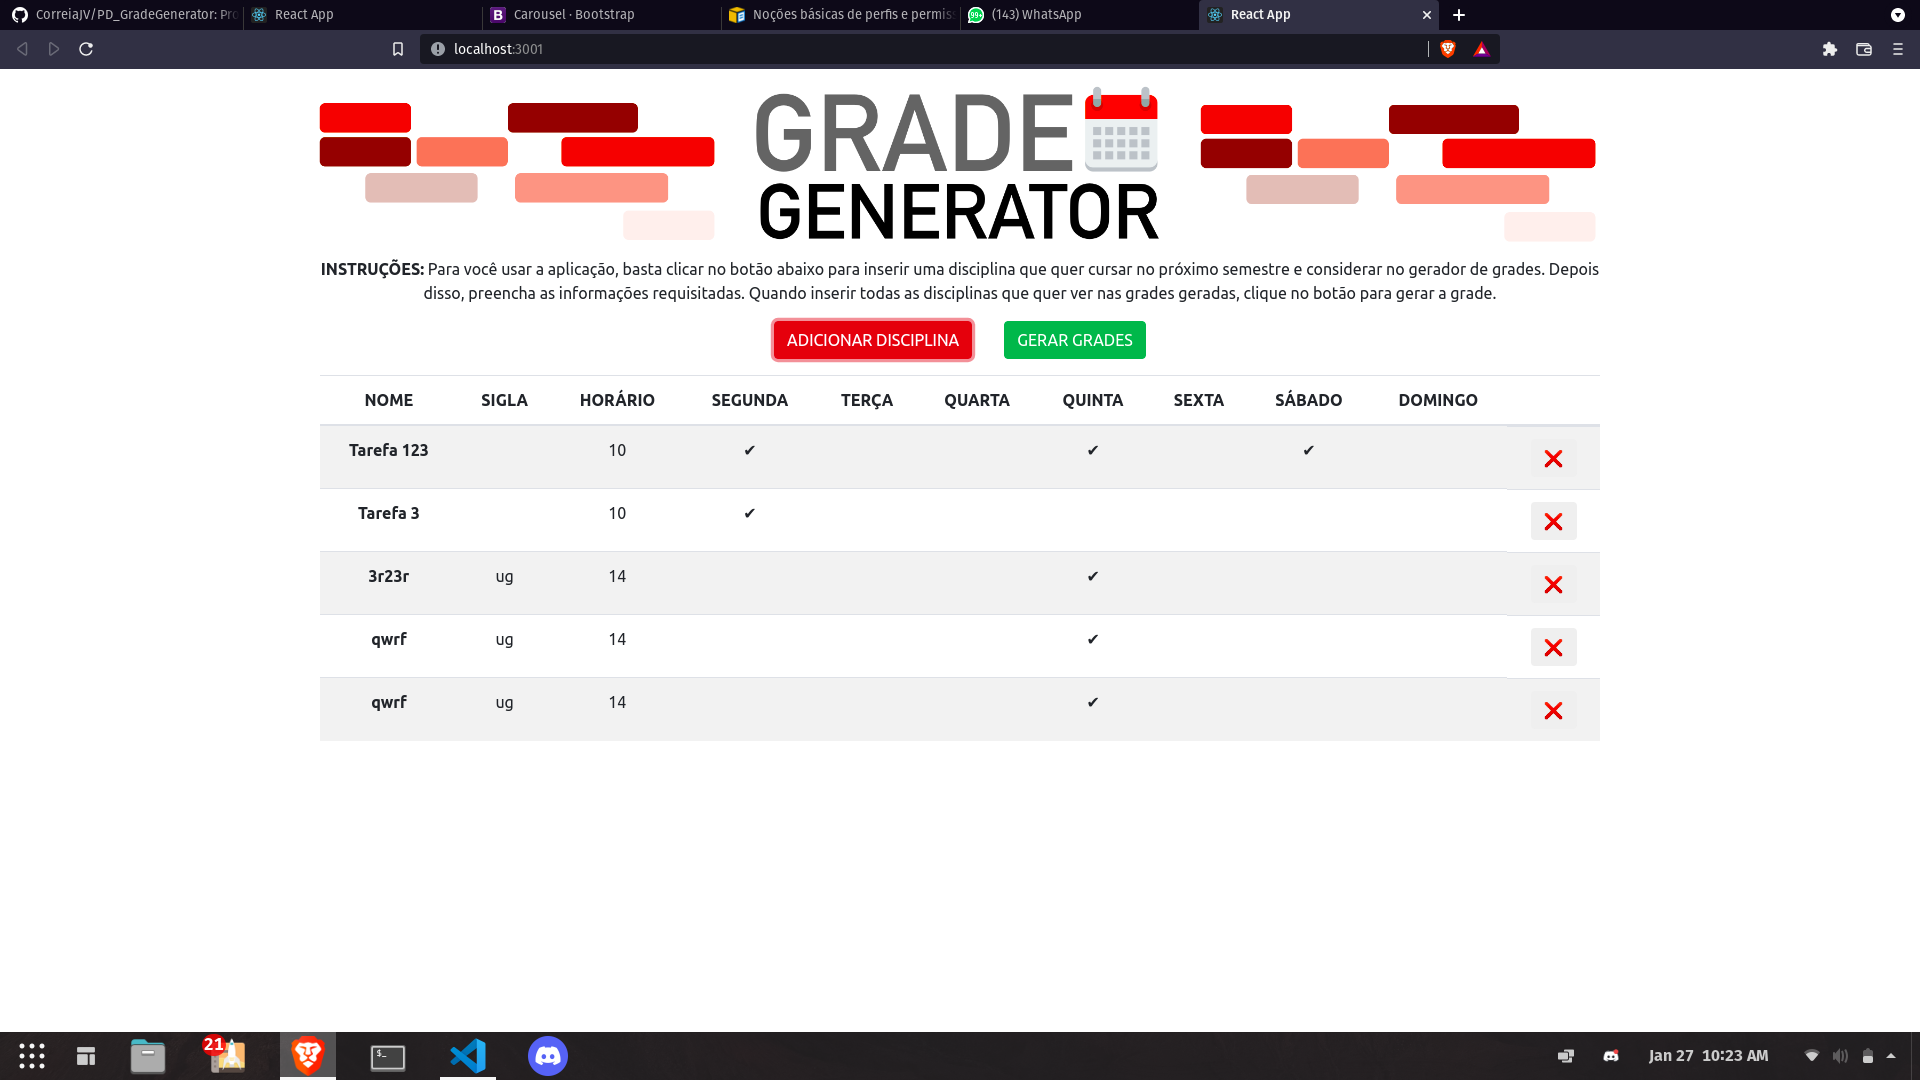 CorreiaJV/PD_GradeGenerator: Pro
React App
Carousel · Bootstrap
Noções básicas de perfis e permiss
(143) WhatsApp
React App
localhost:3001
GRADE
GENERATOR
INSTRUÇÕES: Para você usar a aplicação, basta clicar no botão abaixo para inserir uma disciplina que quer cursar no próximo semestre e considerar no gerador de grades. Depois
disso, preencha as informações requisitadas. Quando inserir todas as disciplinas que quer ver nas grades geradas, clique no botão para gerar a grade.
ADICIONAR DISCIPLINA GERAR GRADES
NOME SIGLA HORÁRIO SEGUNDA TERÇA QUARTA QUINTA SEXTA SÁBADO DOMINGO
Tarefa 123 10 ✔ ✔ ✔ ❌
Tarefa 3 10 ✔ ❌
3r23r ug 14 ✔ ❌
qwrf ug 14 ✔ ❌
qwrf ug 14 ✔ ❌
21
Jan 27 10:23 AM